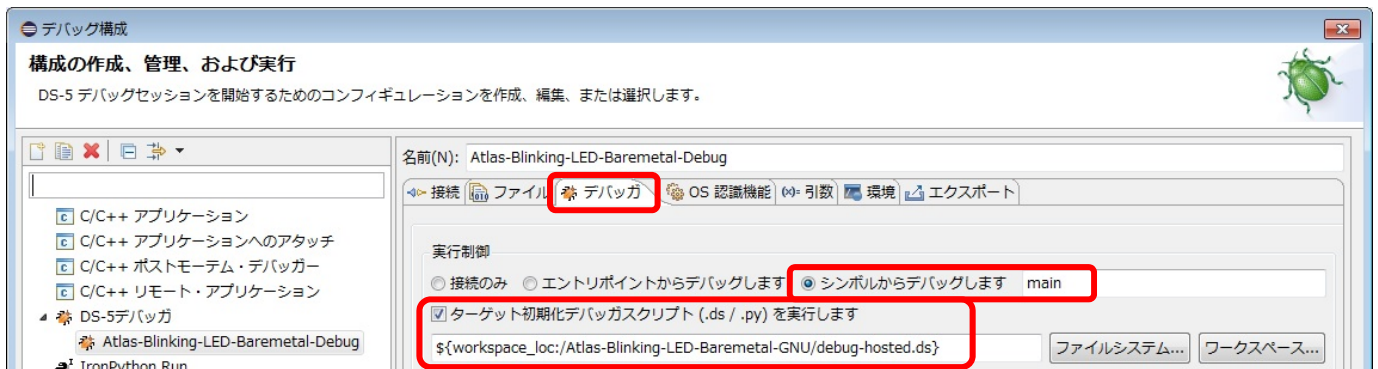 デバッグ構成
構成の作成、管理、および実行
DS-5 デバッグセッションを開始するためのコンフィギュレーションを作成、編集、または選択します。
名前(N): Atlas-Blinking-LED-Baremetal-Debug
接続 ファイル デバッガ OS 認識機能 (x)= 引数 環境 エクスポート
C/C++ アプリケーション
C/C++ アプリケーションへのアタッチ
C/C++ ポストモーテム・デバッガー
C/C++ リモート・アプリケーション
DS-5デバッガ
Atlas-Blinking-LED-Baremetal-Debug
IronPython Run
実行制御
接続のみ エントリポイントからデバッグします シンボルからデバッグします main
ターゲット初期化デバッガスクリプト (.ds / .py) を実行します
${workspace_loc:/Atlas-Blinking-LED-Baremetal-GNU/debug-hosted.ds} ファイルシステム... ワークスペース...